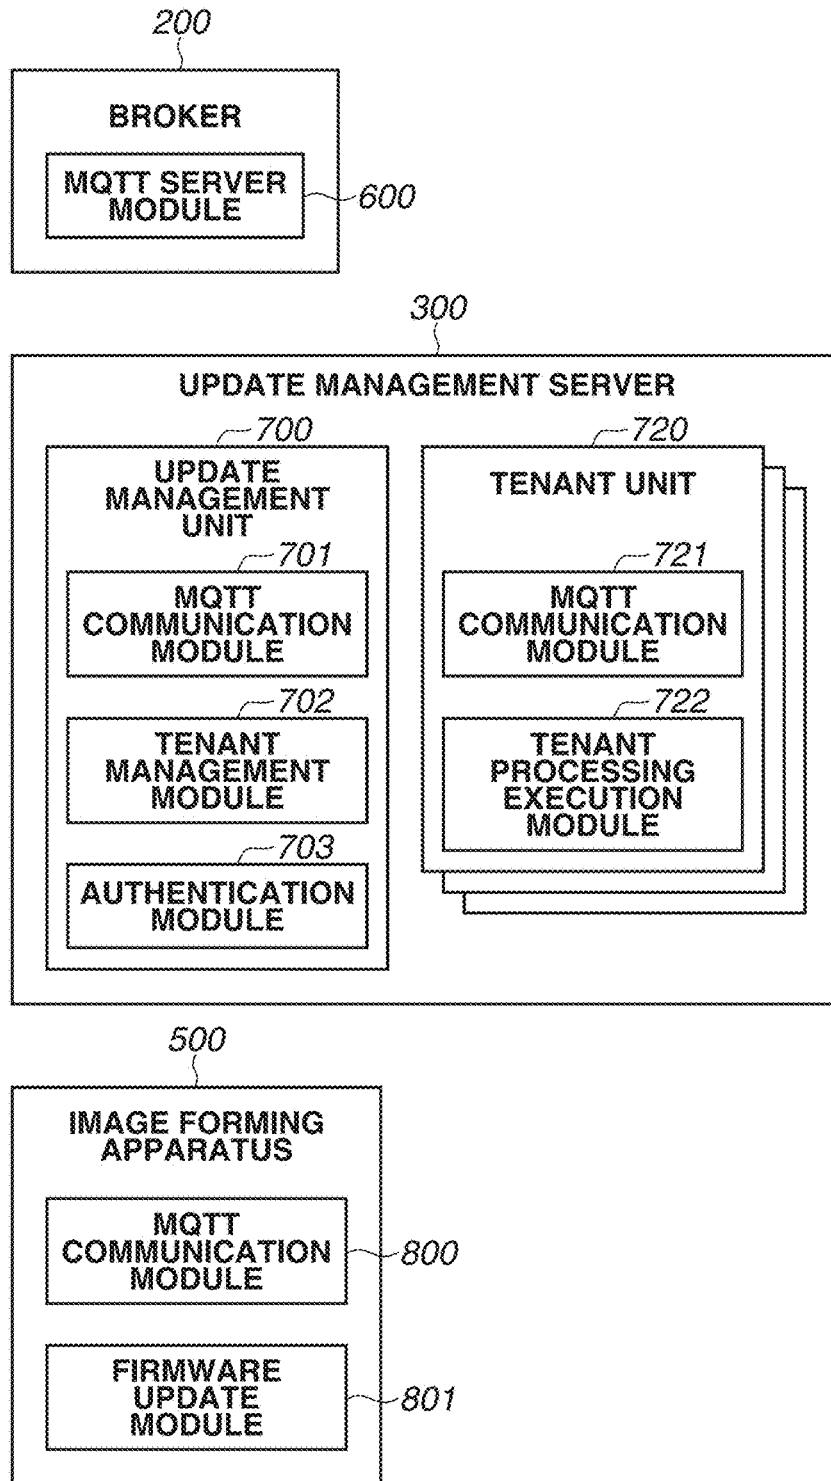 200
BROKER
MQTT SERVER
MODULE
600
300
UPDATE MANAGEMENT SERVER
700
UPDATE
MANAGEMENT
UNIT
701
MQTT
COMMUNICATION
MODULE
702
TENANT
MANAGEMENT
MODULE
703
AUTHENTICATION
MODULE
720
TENANT UNIT
721
MQTT
COMMUNICATION
MODULE
722
TENANT
PROCESSING
EXECUTION
MODULE
500
IMAGE FORMING
APPARATUS
MQTT
COMMUNICATION
MODULE
800
FIRMWARE
UPDATE
MODULE
801